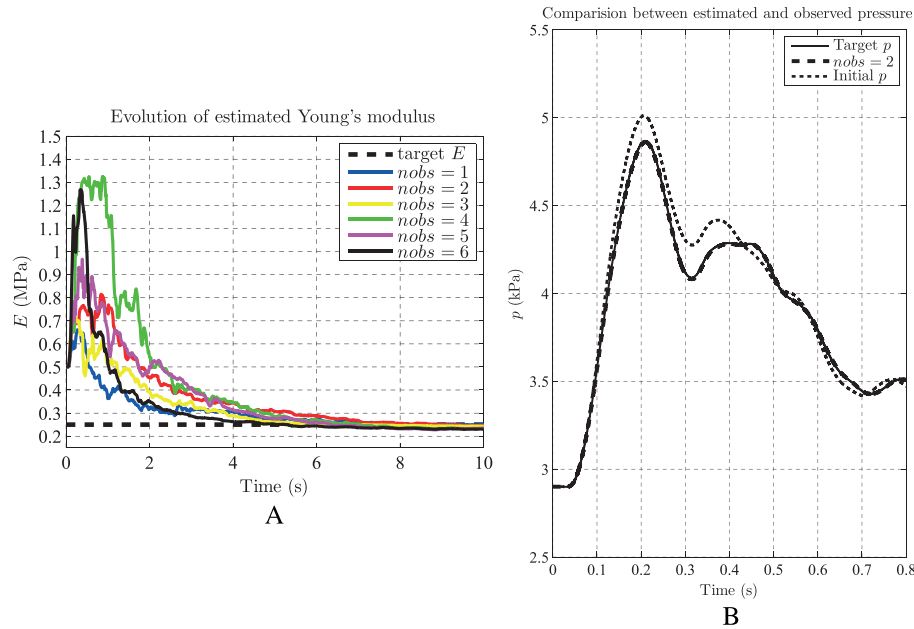 Evolution of estimated Young's modulus
1.5
1.4
1.3
1.2
1.1
1
0.9
0.8
0.7
0.6
0.5
0.4
0.3
0.2
E (MPa)
target E
nobs = 1
nobs = 2
nobs = 3
nobs = 4
nobs = 5
nobs = 6
0 2 4 6 8 10
Time (s)
A
Comparision between estimated and observed pressure
5.5
5
4.5
4
3.5
3
2.5
p (kPa)
Target p
nobs = 2
Initial p
0 0.1 0.2 0.3 0.4 0.5 0.6 0.7 0.8
Time (s)
B